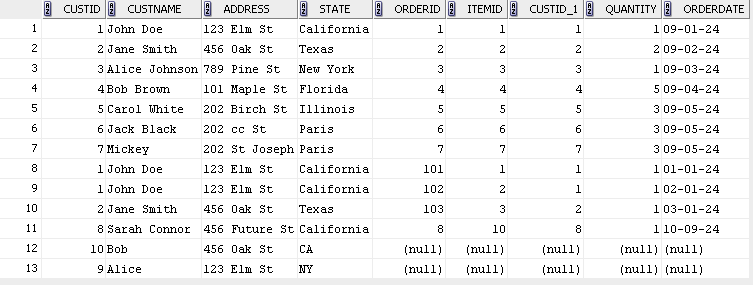 CUSTID CUSTNAME ADDRESS STATE ORDERID ITEMID CUSTID_1 QUANTITY ORDERDATE
1 1 John Doe 123 Elm St California 1 1 1 1 09-01-24
2 2 Jane Smith 456 Oak St Texas 2 2 2 2 09-02-24
3 3 Alice Johnson 789 Pine St New York 3 3 3 1 09-03-24
4 4 Bob Brown 101 Maple St Florida 4 4 4 5 09-04-24
5 5 Carol White 202 Birch St Illinois 5 5 5 3 09-05-24
6 6 Jack Black 202 cc St Paris 6 6 6 3 09-05-24
7 7 Mickey 202 St Joseph Paris 7 7 7 3 09-05-24
8 1 John Doe 123 Elm St California 101 1 1 1 01-01-24
9 1 John Doe 123 Elm St California 102 2 1 1 02-01-24
10 2 Jane Smith 456 Oak St Texas 103 3 2 1 03-01-24
11 8 Sarah Connor 456 Future St California 8 10 8 1 10-09-24
12 10 Bob 456 Oak St CA (null) (null) (null) (null) (null)
13 9 Alice 123 Elm St NY (null) (null) (null) (null) (null)